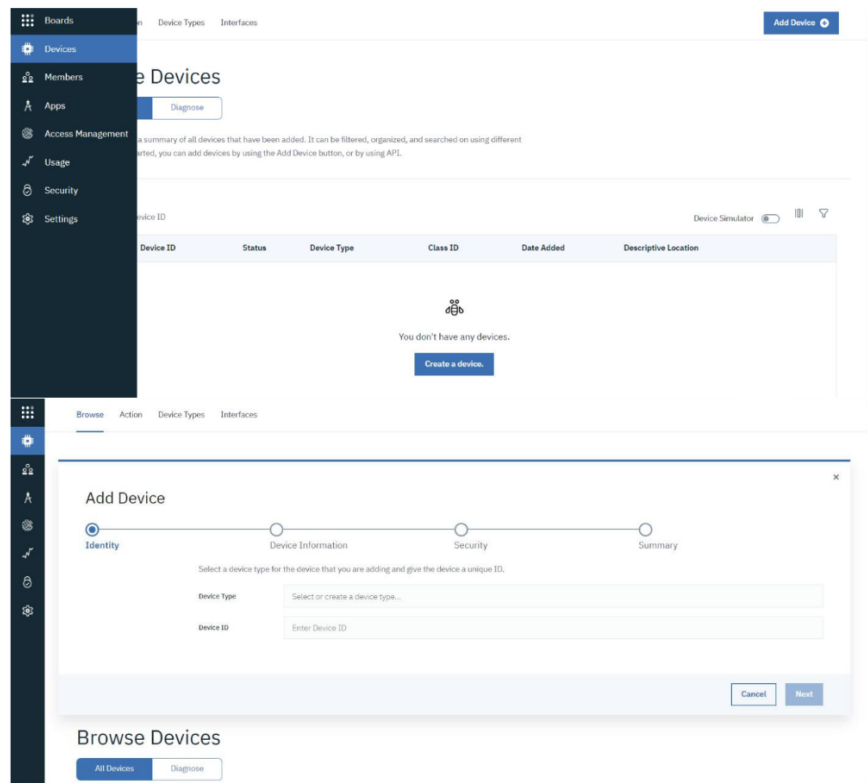 Boards
n Device Types Interfaces
Add Device
Devices
Members
e Devices
Apps
Diagnose
Access Management
a summary of all devices that have been added. It can be filtered, organized, and searched on using different
arted, you can add devices by using the Add Device button, or by using API.
Usage
Security
Settings
evice ID
Device Simulator
Device ID Status Device Type Class ID Date Added Descriptive Location
You don't have any devices.
Create a device.
Browse Action Device Types Interfaces
Add Device
Identity Device Information Security Summary
Select a device type for the device that you are adding and give the device a unique ID.
Device Type Select or create a device type...
Device ID Enter Device ID
Cancel Next
Browse Devices
All Devices Diagnose